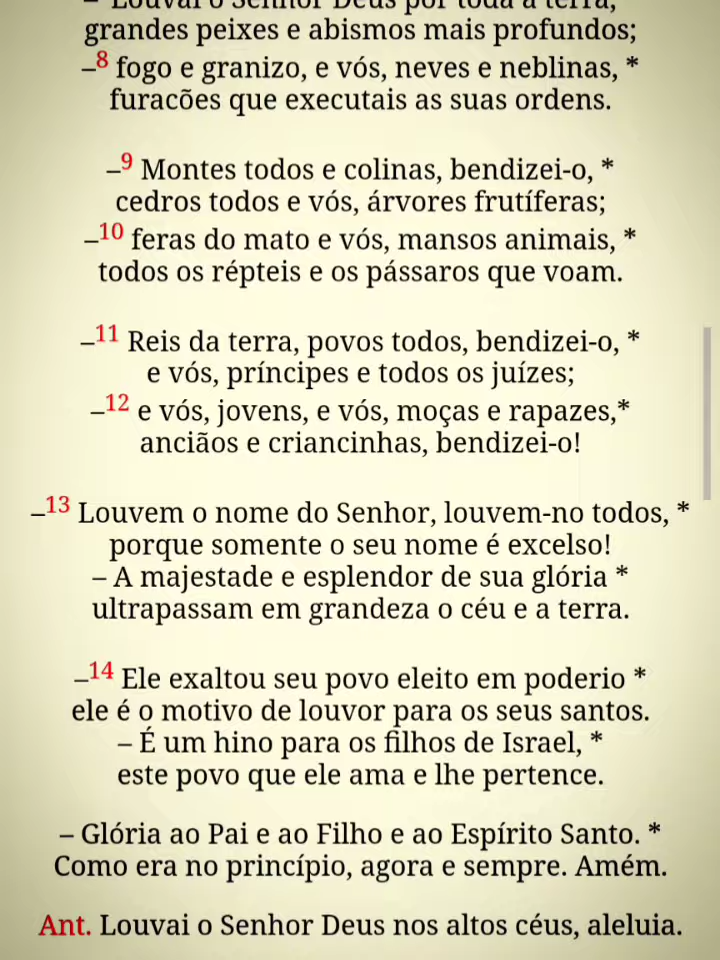 – Louvai o Senhor Deus por toda a terra,
grandes peixes e abismos mais profundos;
–8 fogo e granizo, e vós, neves e neblinas, *
furacões que executais as suas ordens.
–9 Montes todos e colinas, bendizei-o, *
cedros todos e vós, árvores frutíferas;
–10 feras do mato e vós, mansos animais, *
todos os répteis e os pássaros que voam.
–11 Reis da terra, povos todos, bendizei-o, *
e vós, príncipes e todos os juízes;
–12 e vós, jovens, e vós, moças e rapazes,*
anciãos e criancinhas, bendizei-o!
–13 Louvem o nome do Senhor, louvem-no todos, *
porque somente o seu nome é excelso!
– A majestade e esplendor de sua glória *
ultrapassam em grandeza o céu e a terra.
–14 Ele exaltou seu povo eleito em poderio *
ele é o motivo de louvor para os seus santos.
– É um hino para os filhos de Israel, *
este povo que ele ama e lhe pertence.
– Glória ao Pai e ao Filho e ao Espírito Santo. *
Como era no princípio, agora e sempre. Amém.
Ant. Louvai o Senhor Deus nos altos céus, aleluia.